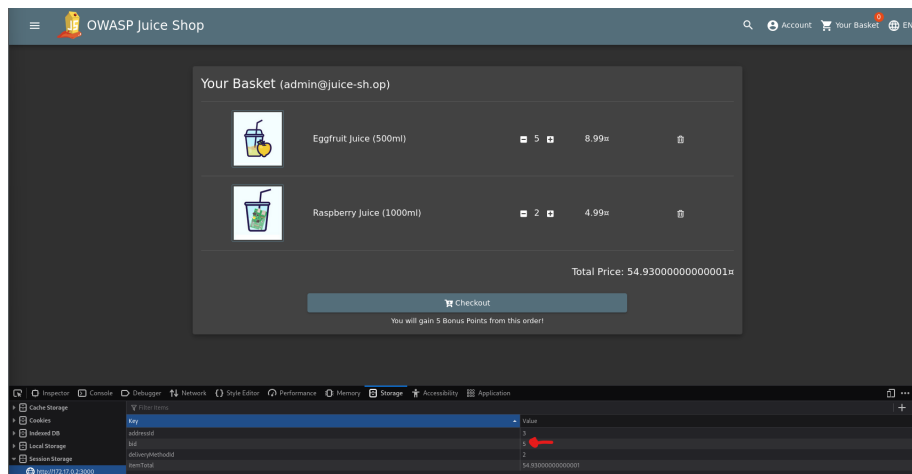 OWASP Juice Shop
Account
Your Basket
0
EN
Your Basket (admin@juice-sh.op)
Eggfruit Juice (500ml) 5 8.99¤
Raspberry Juice (1000ml) 2 4.99¤
Total Price: 54.93000000000001¤
Checkout
You will gain 5 Bonus Points from this order!
Inspector Console Debugger Network Style Editor Performance Memory Storage Accessibility Application
Cache Storage
Cookies
Indexed DB
Local Storage
Session Storage
http://172.17.0.2:3000
Filter Items
Key Value
addressId 3
bid 5
deliveryMethodId 2
itemTotal 54.93000000000001